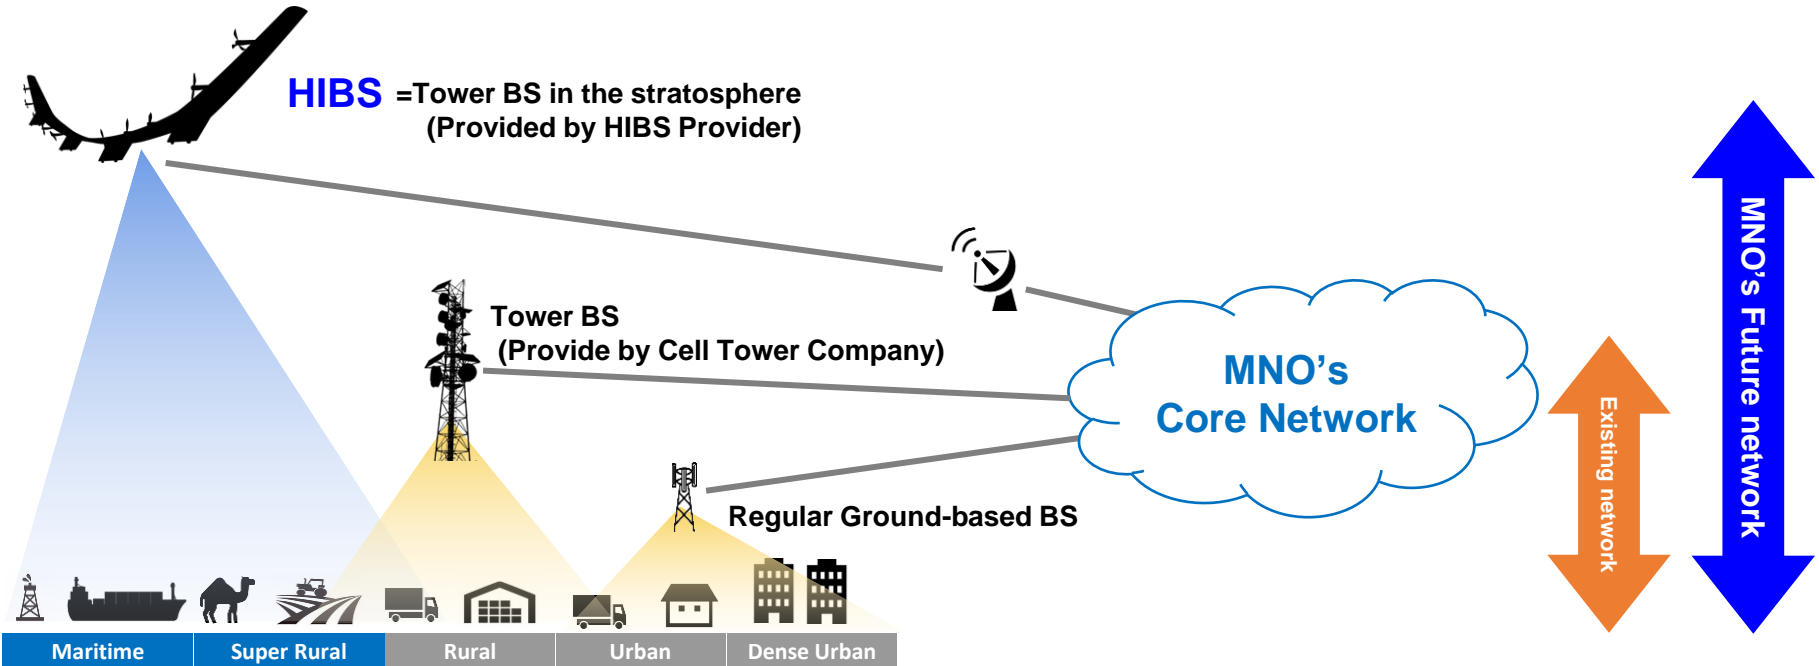 HIBS =Tower BS in the stratosphere
(Provided by HIBS Provider)
Tower BS
(Provide by Cell Tower Company)
MNO's
Core Network
Regular Ground-based BS
Existing network
MNO's Future network
Maritime
Super Rural
Rural
Urban
Dense Urban